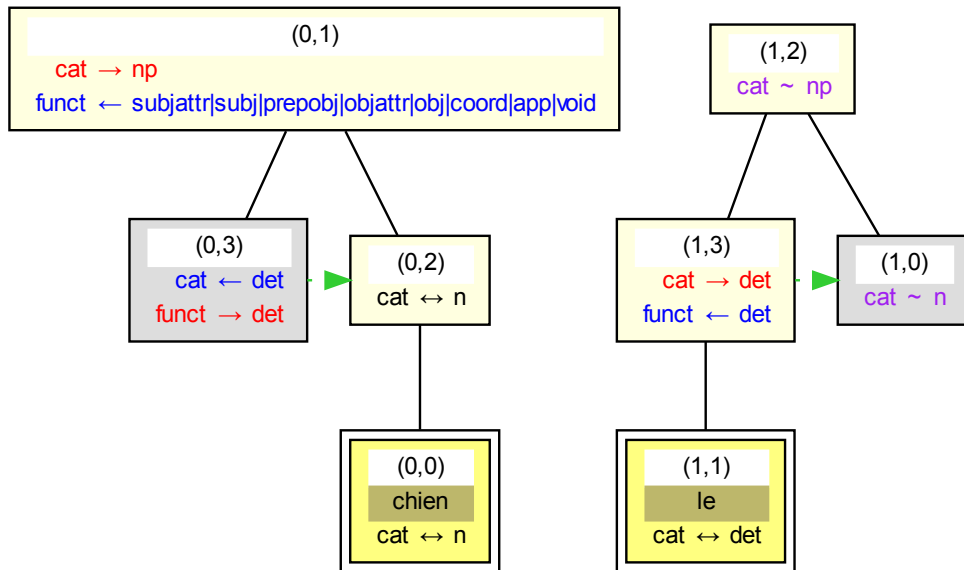 (0,1)
cat → np
funct ← subjattr|subj|prepobj|objattr|obj|coord|app|void
(1,2)
cat ~ np
(0,3)
cat ← det
funct → det
(0,2)
cat ↔ n
(1,3)
cat → det
funct ← det
(1,0)
cat ~ n
(0,0)
chien
cat ↔ n
(1,1)
le
cat ↔ det